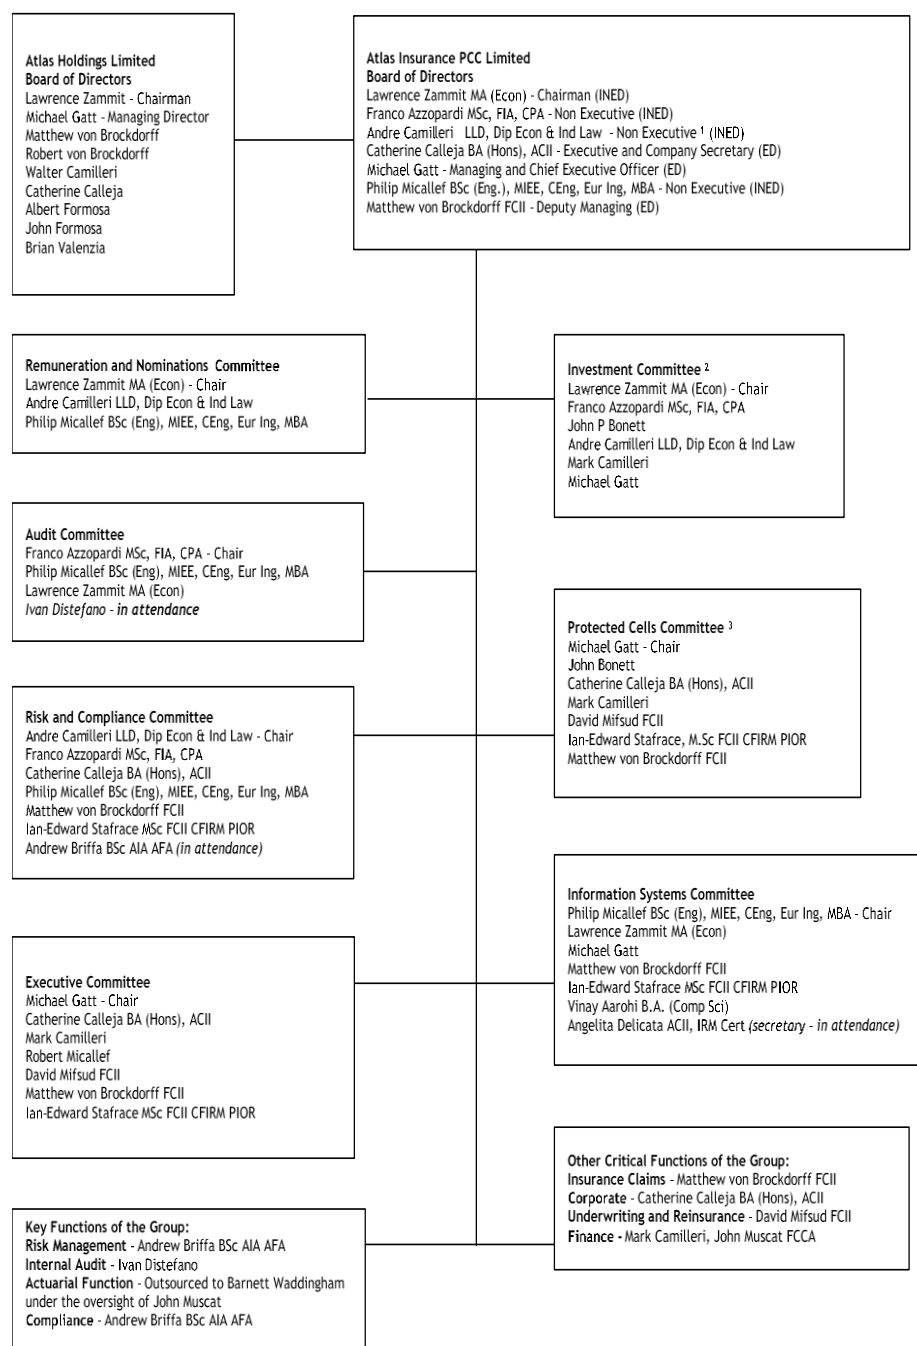 Atlas Holdings Limited
Board of Directors
Lawrence Zammit - Chairman
Michael Gatt - Managing Director
Matthew von Brockdorff
Robert von Brockdorff
Walter Camilleri
Catherine Calleja
Albert Formosa
John Formosa
Brian Valenzia
Atlas Insurance PCC Limited
Board of Directors
Lawrence Zammit MA (Econ) - Chairman (INED)
Franco Azzopardi MSc, FIA, CPA - Non Executive (INED)
Andre Camilleri LLD, Dip Econ & Ind Law - Non Executive ¹ (INED)
Catherine Calleja BA (Hons), ACII - Executive and Company Secretary (ED)
Michael Gatt - Managing and Chief Executive Officer (ED)
Philip Micallef BSc (Eng.), MIEE, CEng, Eur Ing, MBA - Non Executive (INED)
Matthew von Brockdorff FCII - Deputy Managing (ED)
Remuneration and Nominations Committee
Lawrence Zammit MA (Econ) - Chair
Andre Camilleri LLD, Dip Econ & Ind Law
Philip Micallef BSc (Eng), MIEE, CEng, Eur Ing, MBA
Investment Committee ²
Lawrence Zammit MA (Econ) - Chair
Franco Azzopardi MSc, FIA, CPA
John P Bonett
Andre Camilleri LLD, Dip Econ & Ind Law
Mark Camilleri
Michael Gatt
Audit Committee
Franco Azzopardi MSc, FIA, CPA - Chair
Philip Micallef BSc (Eng), MIEE, CEng, Eur Ing, MBA
Lawrence Zammit MA (Econ)
Ivan Distefano - in attendance
Protected Cells Committee ³
Michael Gatt - Chair
John Bonett
Catherine Calleja BA (Hons), ACII
Mark Camilleri
David Mifsud FCII
Ian-Edward Stafrace, M.Sc FCII CFIRM PIOR
Matthew von Brockdorff FCII
Risk and Compliance Committee
Andre Camilleri LLD, Dip Econ & Ind Law - Chair
Franco Azzopardi MSc, FIA, CPA
Catherine Calleja BA (Hons), ACII
Philip Micallef BSc (Eng), MIEE, CEng, Eur Ing, MBA
Matthew von Brockdorff FCII
Ian-Edward Stafrace MSc FCII CFIRM PIOR
Andrew Briffa BSc AIA AFA (in attendance)
Information Systems Committee
Philip Micallef BSc (Eng), MIEE, CEng, Eur Ing, MBA - Chair
Lawrence Zammit MA (Econ)
Michael Gatt
Matthew von Brockdorff FCII
Ian-Edward Stafrace MSc FCII CFIRM PIOR
Vinay Aarohi B.A. (Comp Sci)
Angelita Delicata ACII, IRM Cert (secretary - in attendance)
Executive Committee
Michael Gatt - Chair
Catherine Calleja BA (Hons), ACII
Mark Camilleri
Robert Micallef
David Mifsud FCII
Matthew von Brockdorff FCII
Ian-Edward Stafrace MSc FCII CFIRM PIOR
Other Critical Functions of the Group:
Insurance Claims - Matthew von Brockdorff FCII
Corporate - Catherine Calleja BA (Hons), ACII
Underwriting and Reinsurance - David Mifsud FCII
Finance - Mark Camilleri, John Muscat FCCA
Key Functions of the Group:
Risk Management - Andrew Briffa BSc AIA AFA
Internal Audit - Ivan Distefano
Actuarial Function - Outsourced to Barnett Waddingham
under the oversight of John Muscat
Compliance - Andrew Briffa BSc AIA AFA